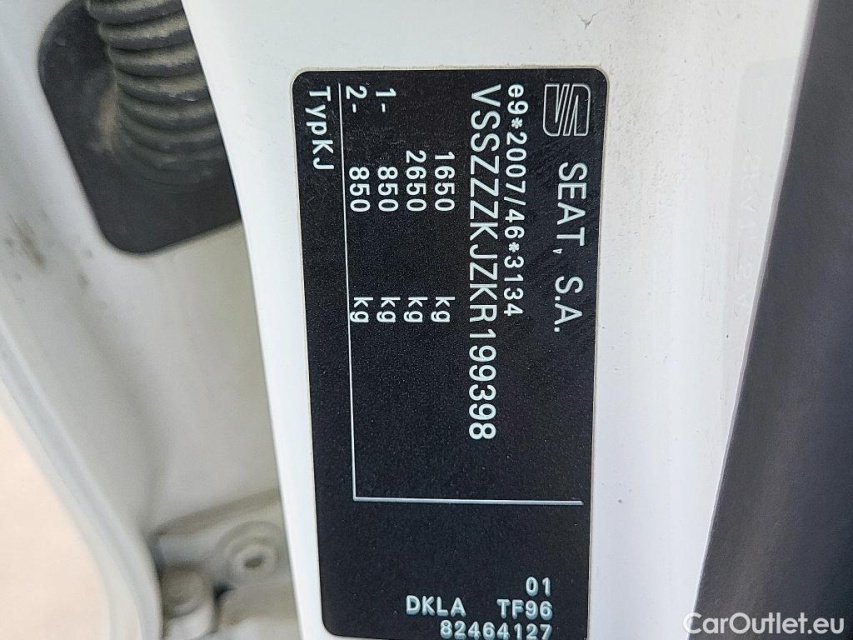 SEAT, S.A.
e9*2007/46*3134
VSSZZZKJZKR199398
1650 kg
2650 kg
1- 850 kg
2- 850 kg
TypKJ
01
DKLA TF96
82464127
CarOutlet.eu